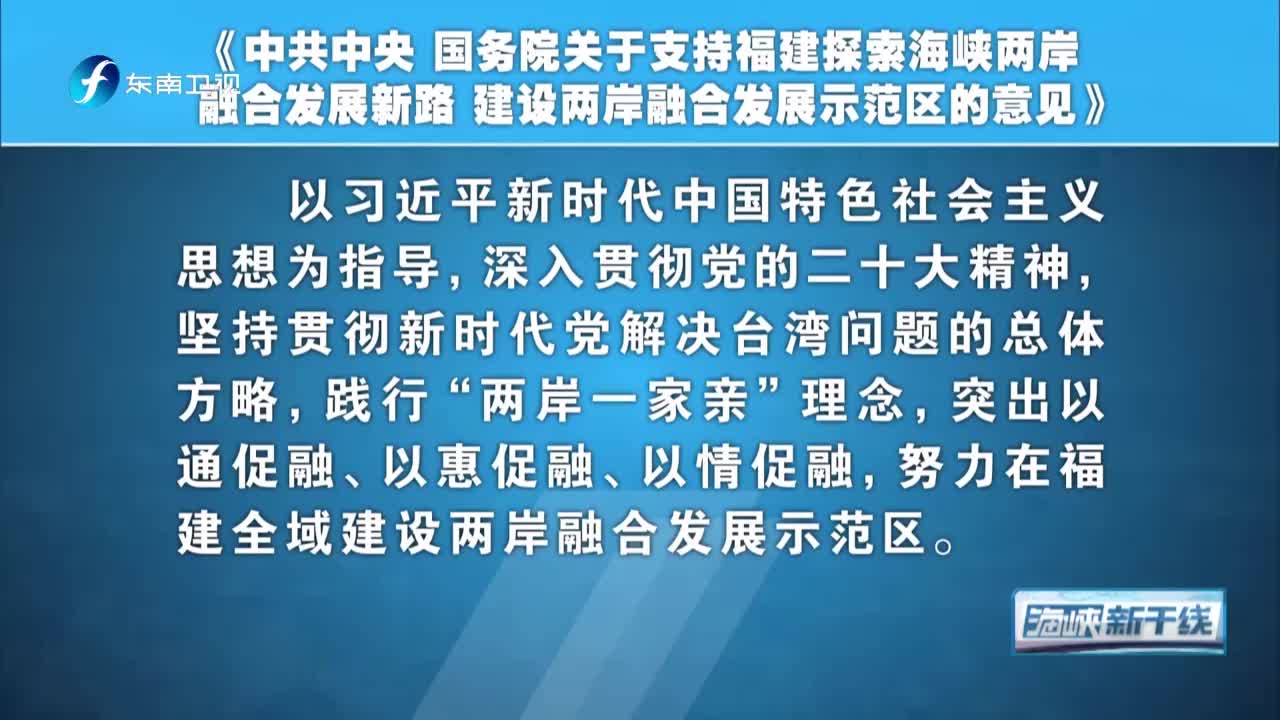 《中共中央 国务院关于支持福建探索海峡两岸
东南卫视
融合发展新路 建设两岸融合发展示范区的意见》
以习近平新时代中国特色社会主义
思想为指导,深入贯彻党的二十大精神,
坚持贯彻新时代党解决台湾问题的总体
方略,践行“两岸一家亲”理念,突出以
通促融、以惠促融、以情促融,努力在福
建全域建设两岸融合发展示范区。
海峡新干线